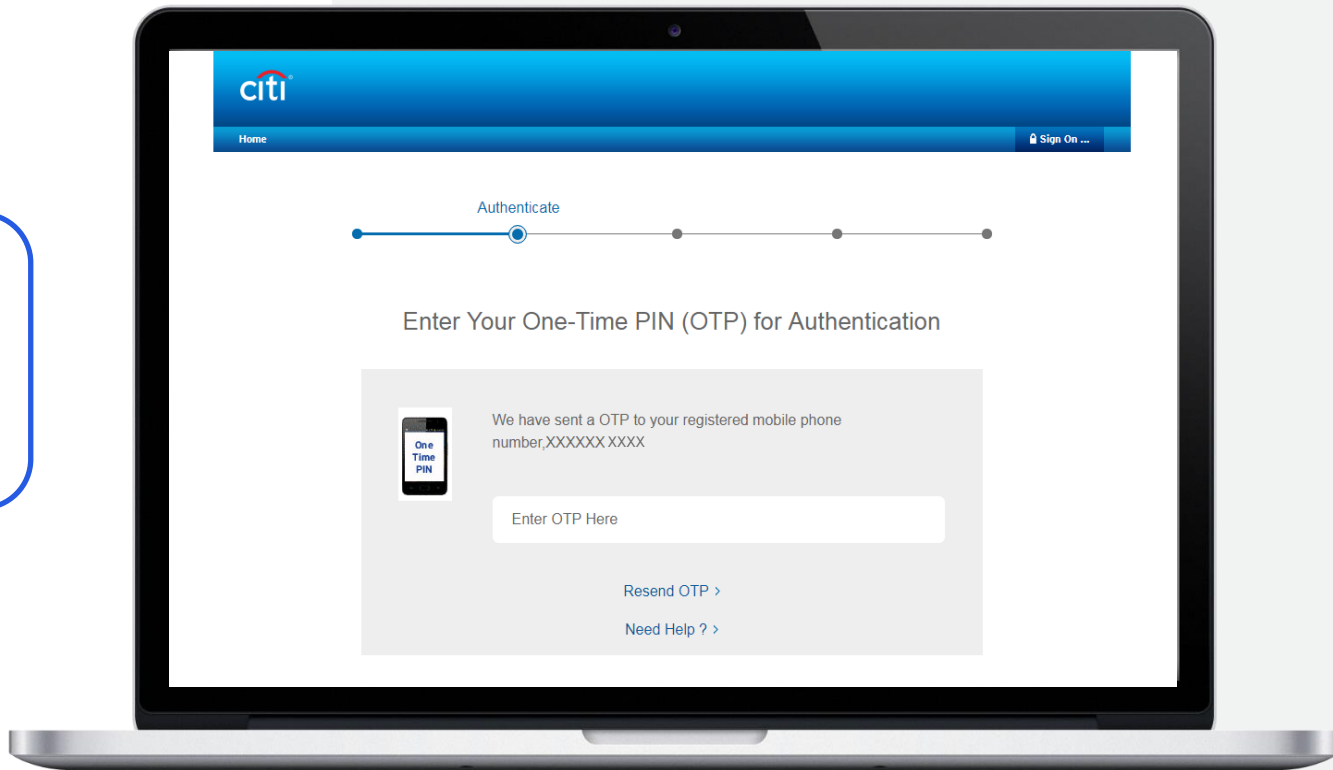 citi®
Home
Sign On ...
Authenticate
Enter Your One-Time PIN (OTP) for Authentication
One
Time
PIN
We have sent a OTP to your registered mobile phone
number,XXXXXX XXXX
Enter OTP Here
Resend OTP >
Need Help ? >